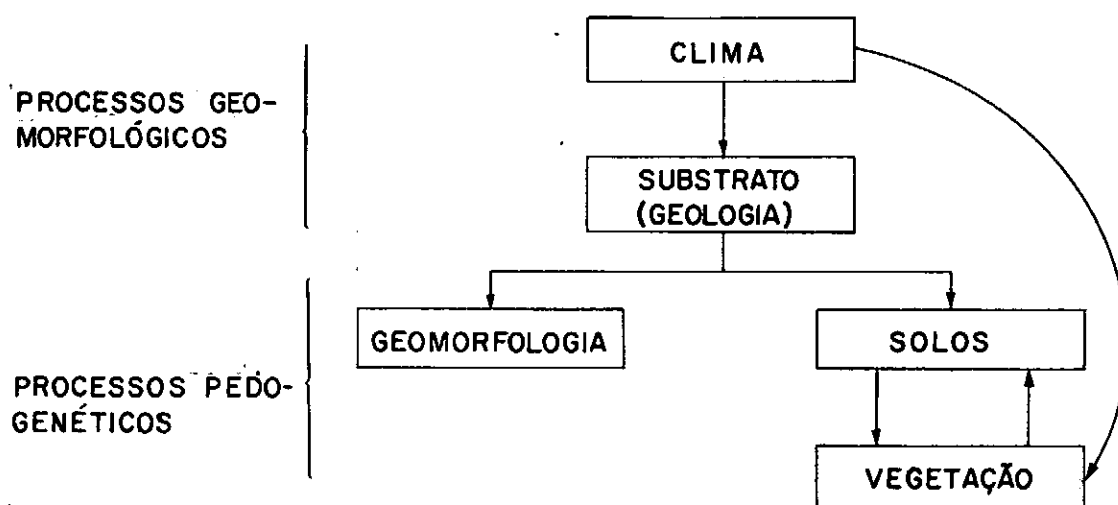 CLIMA
PROCESSOS GEO-
MORFOLÓGICOS
SUBSTRATO
(GEOLOGIA)
GEOMORFOLOGIA
SOLOS
PROCESSOS PEDO-
GENÉTICOS
VEGETAÇÃO